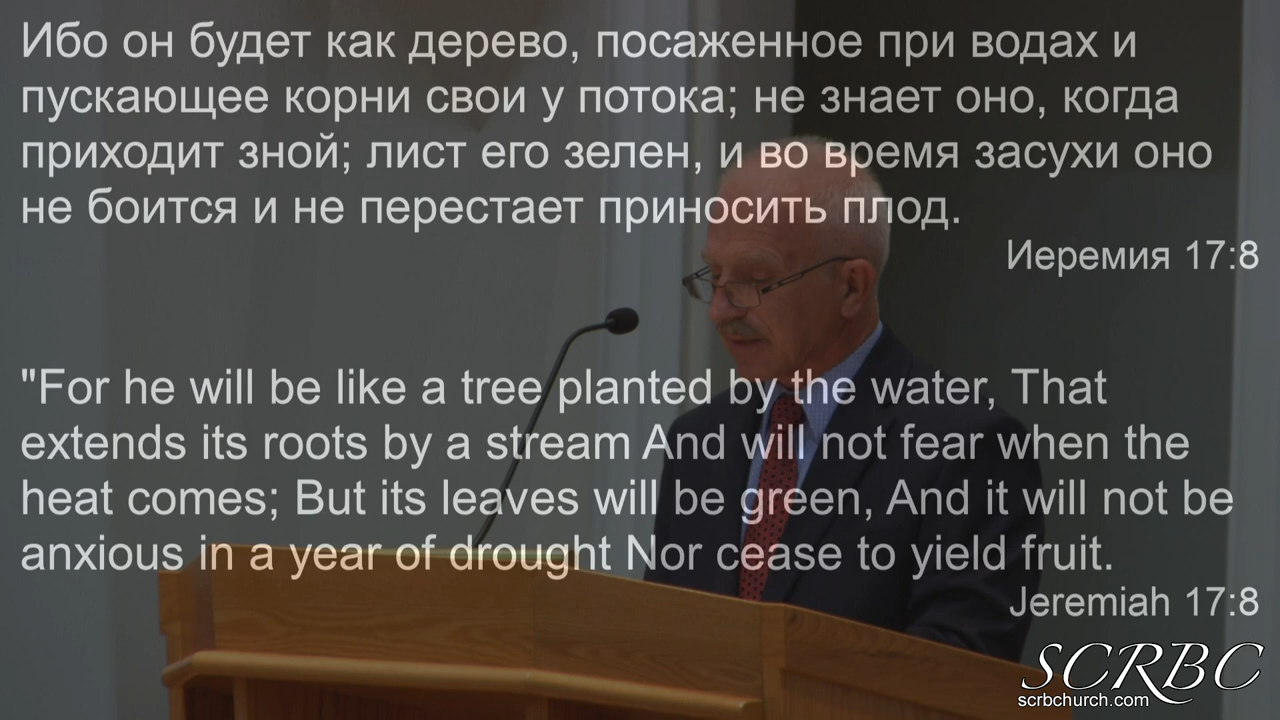 Ибо он будет как дерево, посаженное при водах и
пускающее корни свои у потока; не знает оно, когда
приходит зной; лист его зелен, и во время засухи оно
не боится и не перестает приносить плод.
Иеремия 17:8
"For he will be like a tree planted by the water, That
extends its roots by a stream And will not fear when the
heat comes; But its leaves will be green, And it will not be
anxious in a year of drought Nor cease to yield fruit.
Jeremiah 17:8
SCRBC
scrbchurch.com